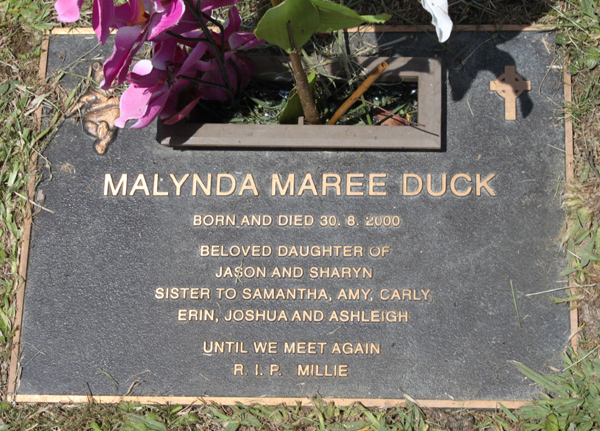 MALYNDA MAREE DUCK
BORN AND DIED 30. 8. 2000
BELOVED DAUGHTER OF
JASON AND SHARYN
SISTER TO SAMANTHA, AMY, CARLY
ERIN, JOSHUA AND ASHLEIGH
UNTIL WE MEET AGAIN
R. I. P. MILLIE